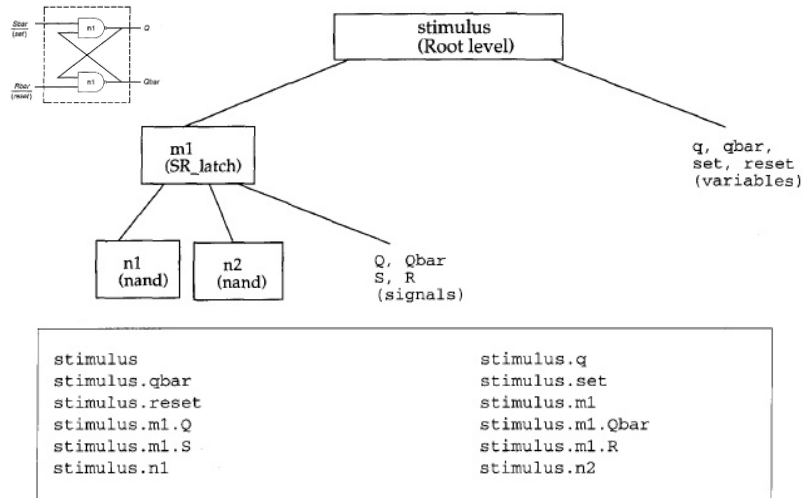 Sbar
(set)
n1
Q
Rbar
(reset)
n1
Qbar
stimulus
(Root level)
m1
(SR_latch)
q, qbar,
set, reset
(variables)
n1
(nand)
n2
(nand)
Q, Qbar
S, R
(signals)
stimulus
stimulus.q
stimulus.qbar
stimulus.set
stimulus.reset
stimulus.m1
stimulus.m1.Q
stimulus.m1.Qbar
stimulus.m1.S
stimulus.m1.R
stimulus.n1
stimulus.n2